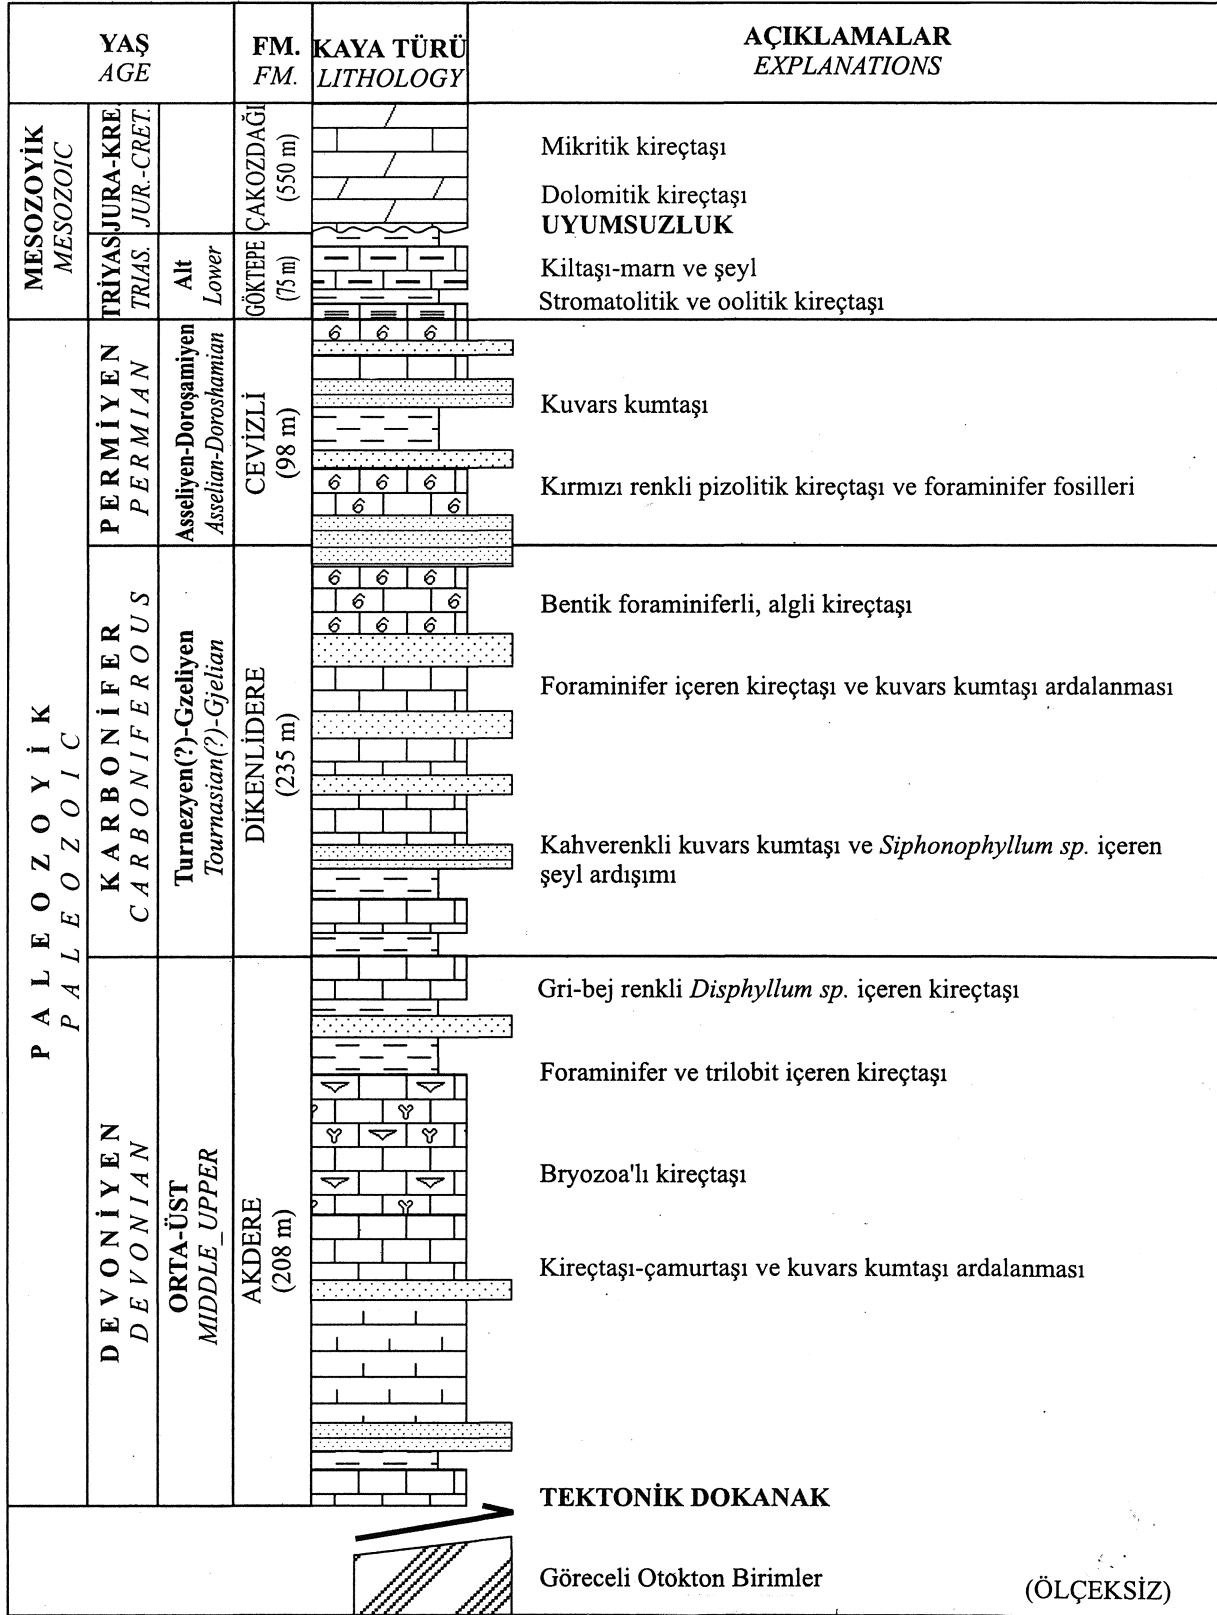 YAŞ
AGE
FM.
FM.
KAYA TÜRÜ
LITHOLOGY
AÇIKLAMALAR
EXPLANATIONS
MESOZOYİK
MESOZOIC
JURA-KRE.
JUR.-CRET.
ÇAKOZDAĞI
(550 m)
Mikritik kireçtaşı
Dolomitik kireçtaşı
UYUMSUZLUK
TRİYAS
TRIAS.
Alt
Lower
GÖKTEPE
(75 m)
Kiltaşı-marn ve şeyl
Stromatolitik ve oolitik kireçtaşı
PALEOZOYİK
PALEOZOIC
PERMİYEN
PERMIAN
Asseliyen-Doroşamiyen
Asselian-Doroshamian
CEVİZLİ
(98 m)
Kuvars kumtaşı
Kırmızı renkli pizolitik kireçtaşı ve foraminifer fosilleri
KARBONİFER
CARBONIFEROUS
Turnezyen(?)-Gzeliyen
Tournasian(?)-Gjelian
DİKENLİDERE
(235 m)
Bentik foraminiferli, algli kireçtaşı
Foraminifer içeren kireçtaşı ve kuvars kumtaşı ardalanması
Kahverenkli kuvars kumtaşı ve Siphonophyllum sp. içeren
şeyl ardışımı
DEVONİYEN
DEVONIAN
ORTA-ÜST
MIDDLE_UPPER
AKDERE
(208 m)
Gri-bej renkli Disphyllum sp. içeren kireçtaşı
Foraminifer ve trilobit içeren kireçtaşı
Bryozoa'lı kireçtaşı
Kireçtaşı-çamurtaşı ve kuvars kumtaşı ardalanması
TEKTONİK DOKANAK
Göreceli Otokton Birimler
(ÖLÇEKSİZ)